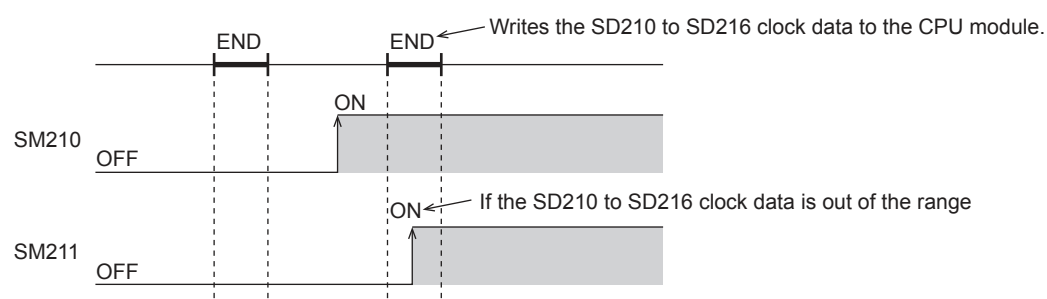 Writes the SD210 to SD216 clock data to the CPU module.
END
END
ON
SM210
OFF
If the SD210 to SD216 clock data is out of the range
ON
SM211
OFF